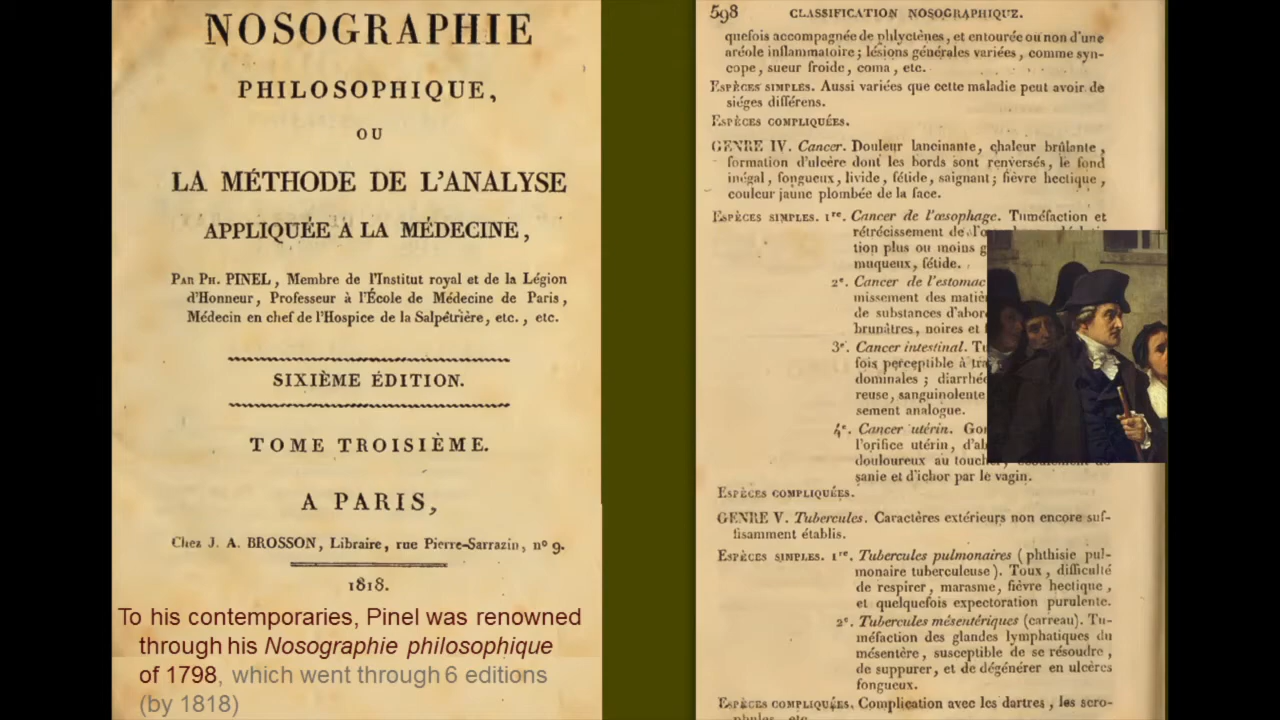 NOSOGRAPHIE
PHILOSOPHIQUE,
OU
LA MÉTHODE DE L'ANALYSE
APPLIQUÉE A LA MÉDECINE,
PAR PH. PINEL, Membre de l'Institut royal et de la Légion
d'Honneur, Professeur à l'École de Médecine de Paris,
Médecin en chef de l'Hospice de la Salpétrière, etc., etc.
SIXIÈME ÉDITION.
TOME TROISIÈME.
A PARIS,
Chez J. A. BROSSON, Libraire, rue Pierre-Sarrazin, n° 9.
1818.
To his contemporaries, Pinel was renowned
through his Nosographie philosophique
of 1798, which went through 6 editions
(by 1818)
598 CLASSIFICATION NOSOGRAPHIQUE.
quefois accompagnée de phlyctènes, et entourée ou non d'une
aréole inflammatoire; lésions générales variées, comme syn-
cope, sueur froide, coma, etc.
ESPÈCES SIMPLES. Aussi variées que cette maladie peut avoir de
siéges différens.
ESPÈCES COMPLIQUÉES.
GENRE IV. Cancer. Douleur lancinante, chaleur brûlante,
formation d'ulcère dont les bords sont renversés, le fond
inégal, fongueux, livide, fétide, saignant; fièvre hectique,
couleur jaune plombée de la face.
ESPÈCES SIMPLES. 1re. Cancer de l'œsophage. Tuméfaction et
rétrécissement de
tion plus ou moins
muqueux, fétide.
2e. Cancer de l'estomac
missement des
de substances
brunâtres, noires et
3e. Cancer intestinal.
fois perceptible à
dominales; 
reuse, sanguinolente
sement analogue.
4e. Cancer utérin.
l'orifice utérin,
douloureux au
sanie et d'ichor par le vagin.
ESPÈCES COMPLIQUÉES.
GENRE V. Tubercules. Caractères extérieurs non encore suf-
fisamment établis.
ESPÈCES SIMPLES. 1re. Tubercules pulmonaires (phthisie pul-
monaire tuberculeuse). Toux, difficulté
de respirer, marasme, fièvre hectique,
et quelquefois expectoration purulente.
2e. Tubercules mésentériques (carreau). Tu-
méfaction des glandes lymphatiques du
mésentère, susceptible de se résoudre,
de suppurer, et de dégénérer en ulcères
fongueux.
ESPÈCES COMPLIQUÉES. Complication avec les dartres, les scro-